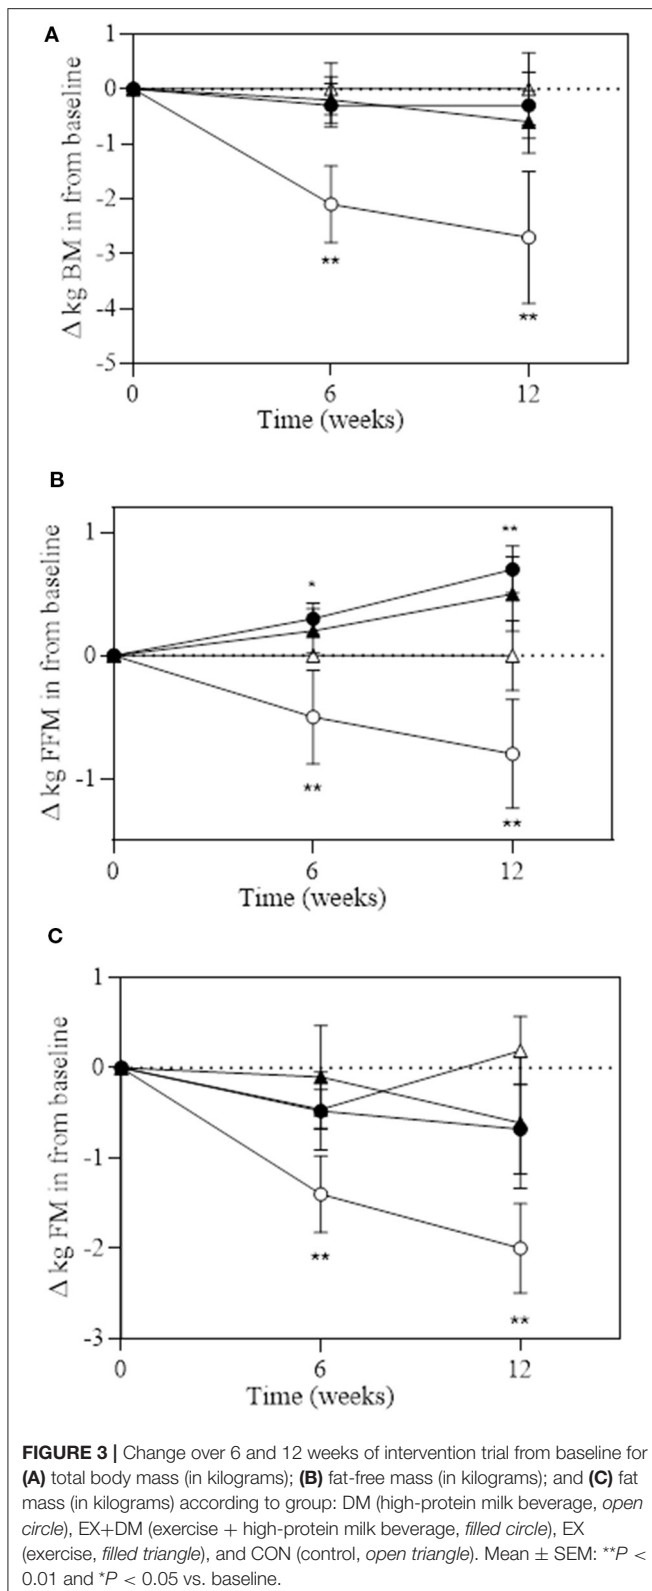 A
1
0
-1
-2
-3
-4
-5
Δ kg BM in from baseline
**
**
0
6
12
Time (weeks)
B
1
0
-1
Δ kg FFM in from baseline
*
**
**
**
0
6
12
Time (weeks)
C
1
0
-1
-2
-3
Δ kg FM in from baseline
**
**
0
6
12
Time (weeks)
FIGURE 3 | Change over 6 and 12 weeks of intervention trial from baseline for
(A) total body mass (in kilograms); (B) fat-free mass (in kilograms); and (C) fat
mass (in kilograms) according to group: DM (high-protein milk beverage, open
circle), EX+DM (exercise + high-protein milk beverage, filled circle), EX
(exercise, filled triangle), and CON (control, open triangle). Mean ± SEM: **P <
0.01 and *P < 0.05 vs. baseline.